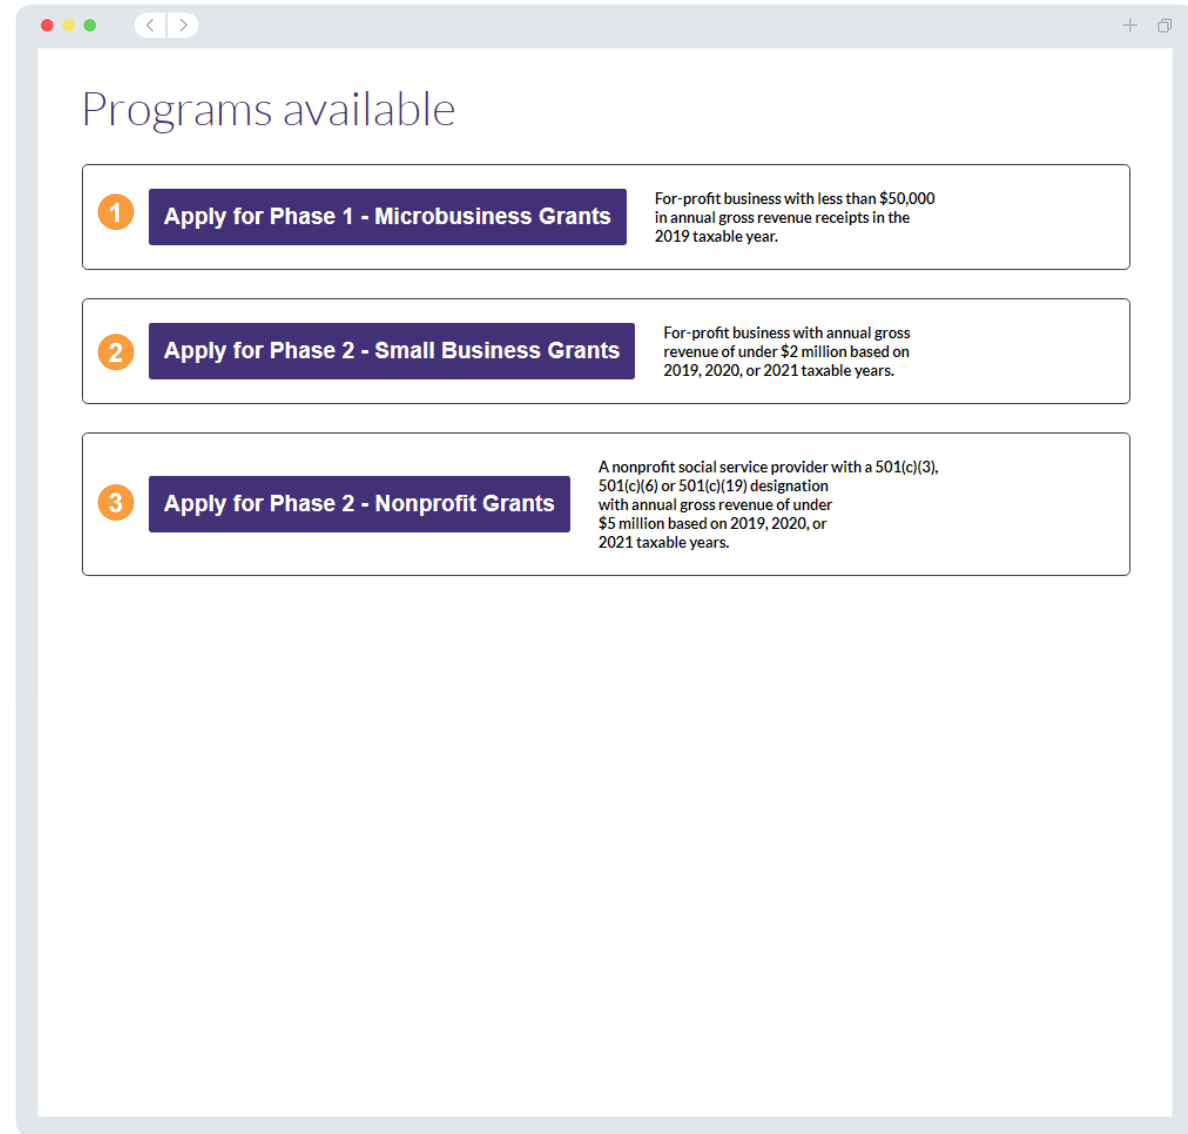 Programs available
1
Apply for Phase 1 - Microbusiness Grants
For-profit business with less than $50,000
in annual gross revenue receipts in the
2019 taxable year.
2
Apply for Phase 2 - Small Business Grants
For-profit business with annual gross
revenue of under $2 million based on
2019, 2020, or 2021 taxable years.
3
Apply for Phase 2 - Nonprofit Grants
A nonprofit social service provider with a 501(c)(3),
501(c)(6) or 501(c)(19) designation
with annual gross revenue of under
$5 million based on 2019, 2020, or
2021 taxable years.